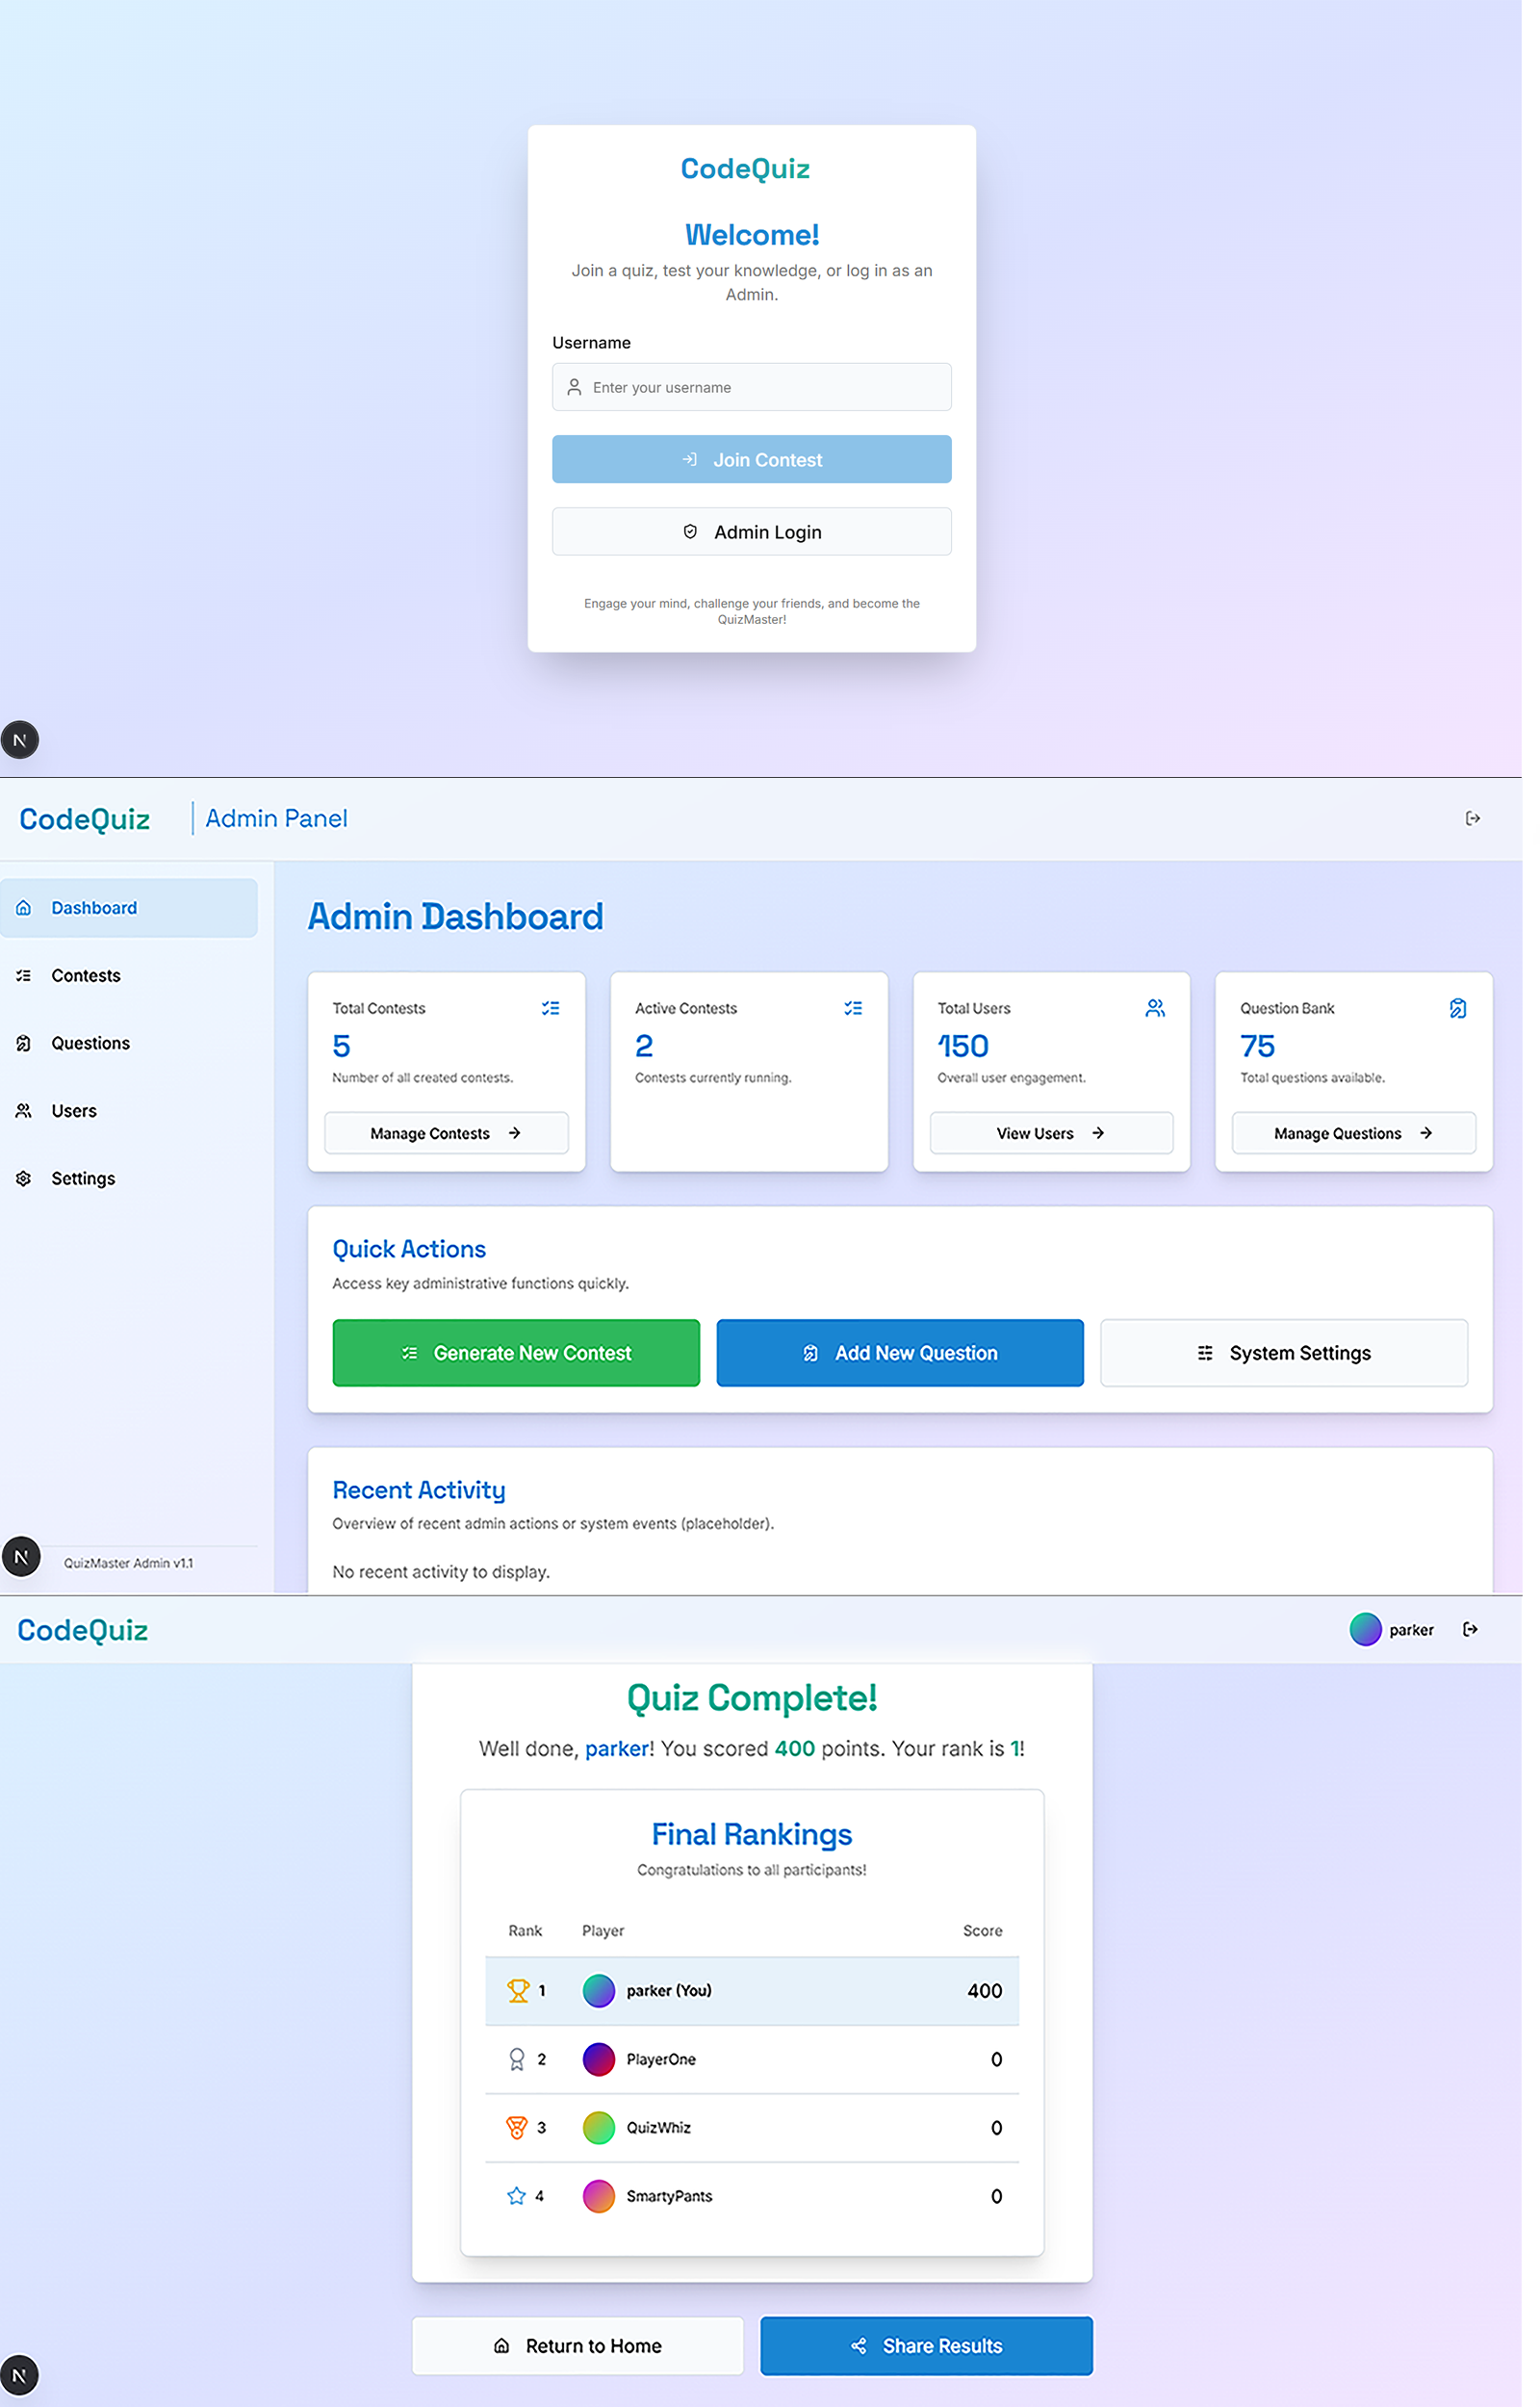 CodeQuiz
Welcome!
Join a quiz, test your knowledge, or log in as an
Admin.
Username
Enter your username
Join Contest
Admin Login
Engage your mind, challenge your friends, and become the
QuizMaster!
N
CodeQuiz
Admin Panel
Dashboard
Contests
Questions
Users
Settings
N
QuizMaster Admin v1.1
Admin Dashboard
Total Contests
5
Number of all created contests.
Manage Contests
Active Contests
2
Contests currently running.
Total Users
150
Overall user engagement.
View Users
Question Bank
75
Total questions available.
Manage Questions
Quick Actions
Access key administrative functions quickly.
Generate New Contest
Add New Question
System Settings
Recent Activity
Overview of recent admin actions or system events (placeholder).
No recent activity to display.
CodeQuiz
parker
Quiz Complete!
Well done, parker! You scored 400 points. Your rank is 1!
Final Rankings
Congratulations to all participants!
Rank Player Score
1 parker (You) 400
2 PlayerOne 0
3 QuizWhiz 0
4 SmartyPants 0
Return to Home
Share Results
N